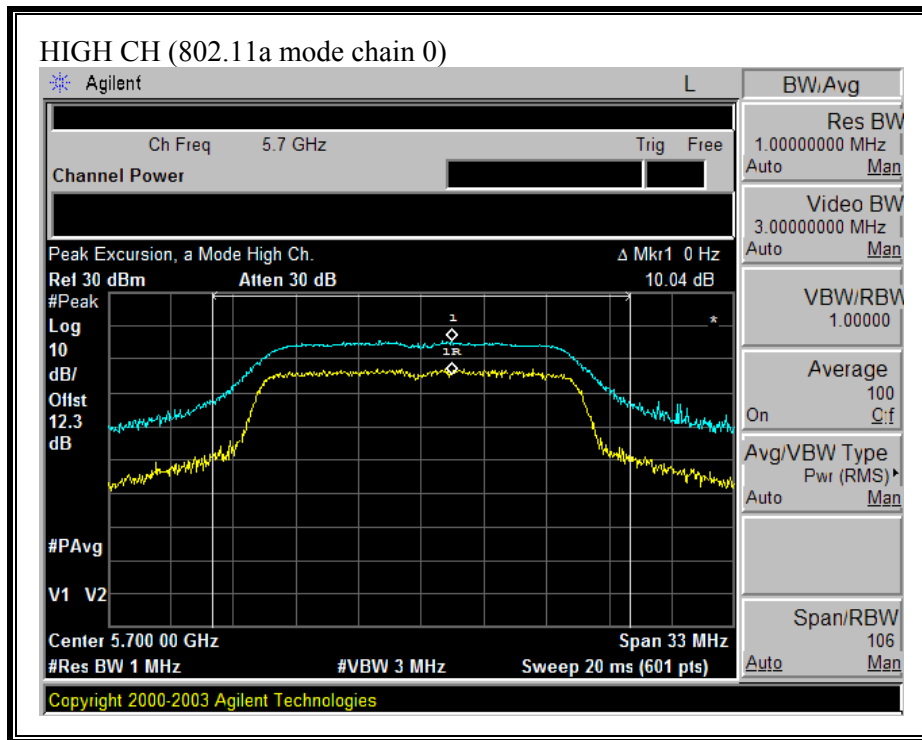 HIGH CH (802.11a mode chain 0)
Agilent L
BW/Avg
Ch Freq 5.7 GHz Trig Free
Channel Power
Res BW
1.00000000 MHz
Auto Man
Video BW
3.00000000 MHz
Auto Man
Peak Excursion, a Mode High Ch. Δ Mkr1 0 Hz
Ref 30 dBm Atten 30 dB 10.04 dB
#Peak
Log
10
dB/
Offst
12.3
dB
1
1R
*
#PAvg
V1 V2
VBW/RBW
1.00000
Average
100
On Off
Avg/VBW Type
Pwr (RMS)
Auto Man
Span/RBW
106
Auto Man
Center 5.700 00 GHz Span 33 MHz
#Res BW 1 MHz #VBW 3 MHz Sweep 20 ms (601 pts)
Copyright 2000-2003 Agilent Technologies